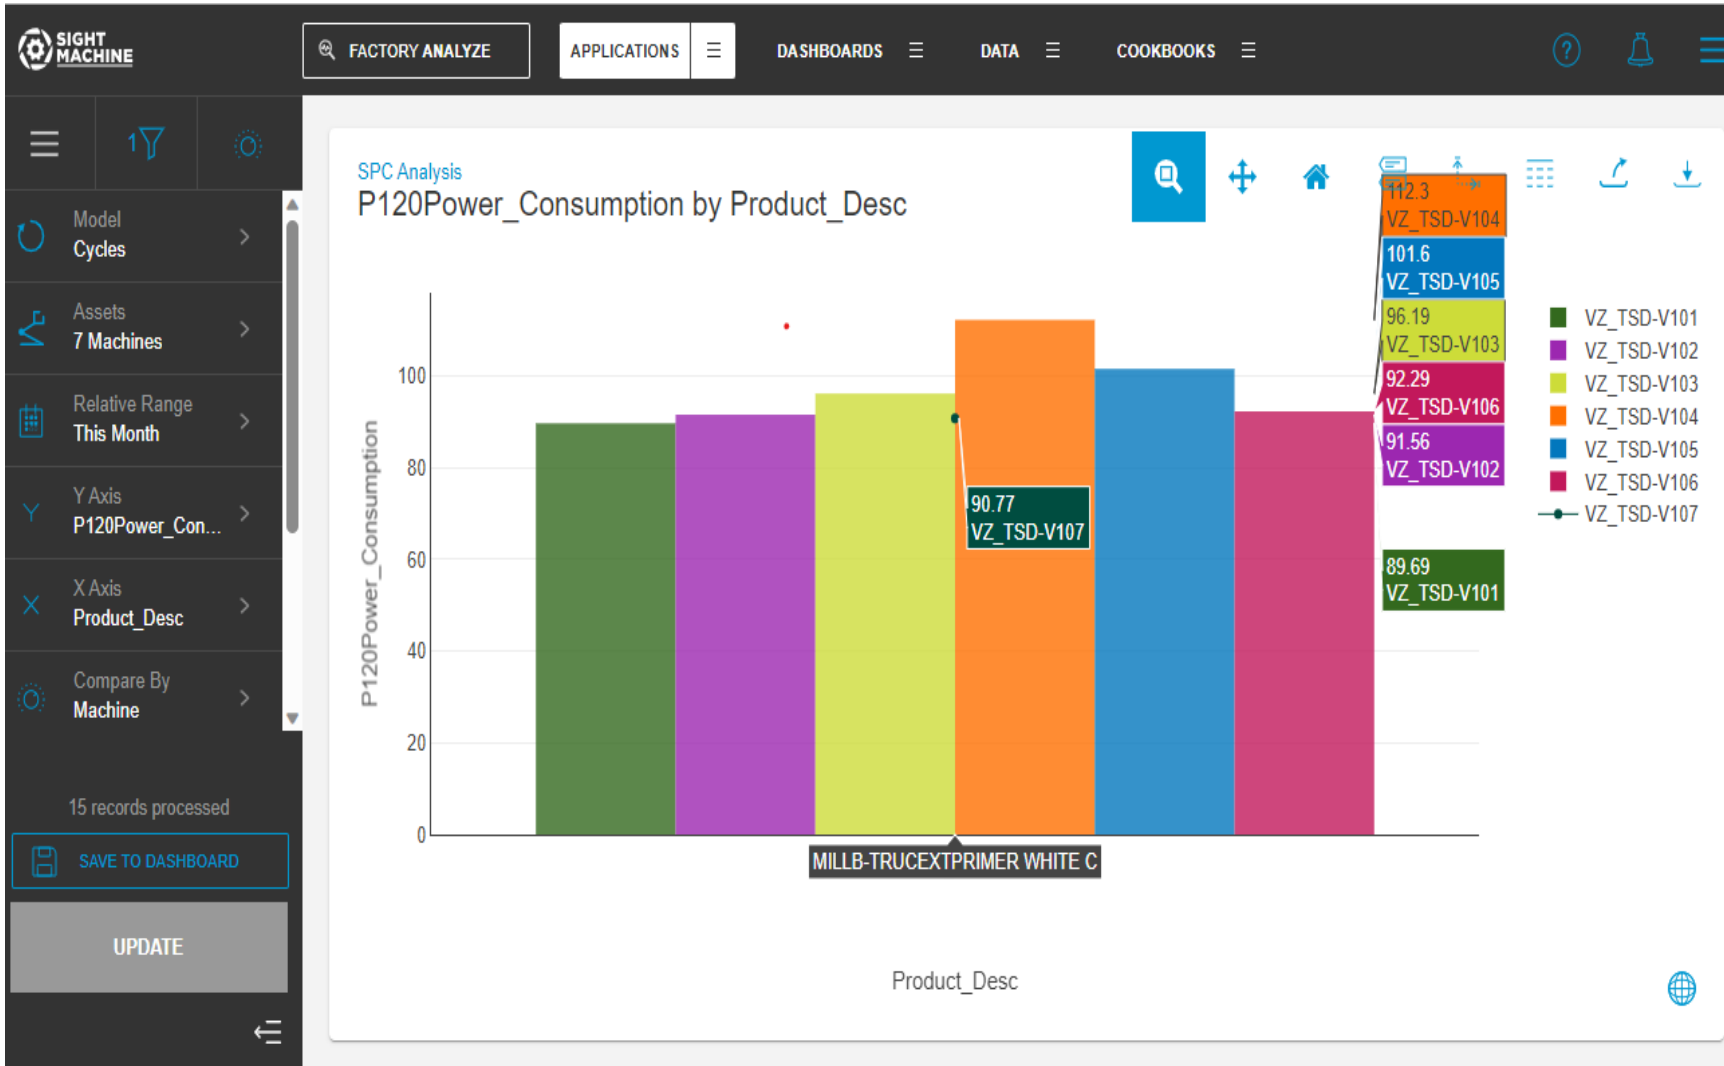 SIGHT
MACHINE
FACTORY ANALYZE
APPLICATIONS
DASHBOARDS
DATA
COOKBOOKS
?
1
Model
Cycles
Assets
7 Machines
Relative Range
This Month
Y
Y Axis
P120Power_Con...
X
X Axis
Product_Desc
Compare By
Machine
15 records processed
SAVE TO DASHBOARD
UPDATE
SPC Analysis
P120Power_Consumption by Product_Desc
P120Power_Consumption
100
80
60
40
20
0
112.3
VZ_TSD-V104
101.6
VZ_TSD-V105
96.19
VZ_TSD-V103
92.29
VZ_TSD-V106
91.56
VZ_TSD-V102
89.69
VZ_TSD-V101
90.77
VZ_TSD-V107
MILLB-TRUCEXTPRIMER WHITE C
Product_Desc
VZ_TSD-V101
VZ_TSD-V102
VZ_TSD-V103
VZ_TSD-V104
VZ_TSD-V105
VZ_TSD-V106
VZ_TSD-V107